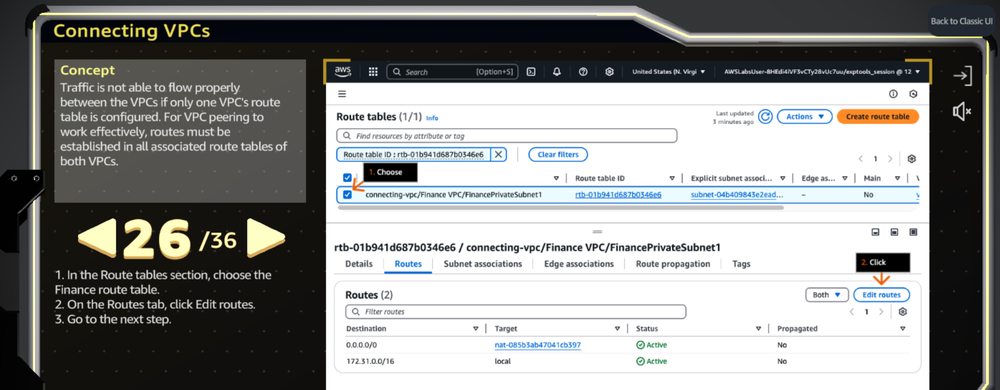 Back to Classic UI
Connecting VPCs
Concept
Traffic is not able to flow properly
between the VPCs if only one VPC's route
table is configured. For VPC peering to
work effectively, routes must be
established in all associated route tables of
both VPCs.
26 /36
1. In the Route tables section, choose the
Finance route table.
2. On the Routes tab, click Edit routes.
3. Go to the next step.
aws Search [Option+S] United States (N. Virgi AWSLabsUser-8HEdi4iVF3vCTy28vUc7uu/exptools_session @ 12
Route tables (1/1) Info
Last updated
3 minutes ago
Actions
Create route table
Find resources by attribute or tag
Route table ID : rtb-01b941d687b0346e6
Clear filters
1
1. Choose
Route table ID Explicit subnet associ... Edge as... Main
connecting-vpc/Finance VPC/FinancePrivateSubnet1 rtb-01b941d687b0346e6 subnet-04b409843e2ead... – No
rtb-01b941d687b0346e6 / connecting-vpc/Finance VPC/FinancePrivateSubnet1
Details Routes Subnet associations Edge associations Route propagation Tags
2. Click
Routes (2)
Both
Edit routes
Filter routes
1
Destination Target Status Propagated
0.0.0.0/0 nat-085b3ab47041cb397 Active No
172.31.0.0/16 local Active No